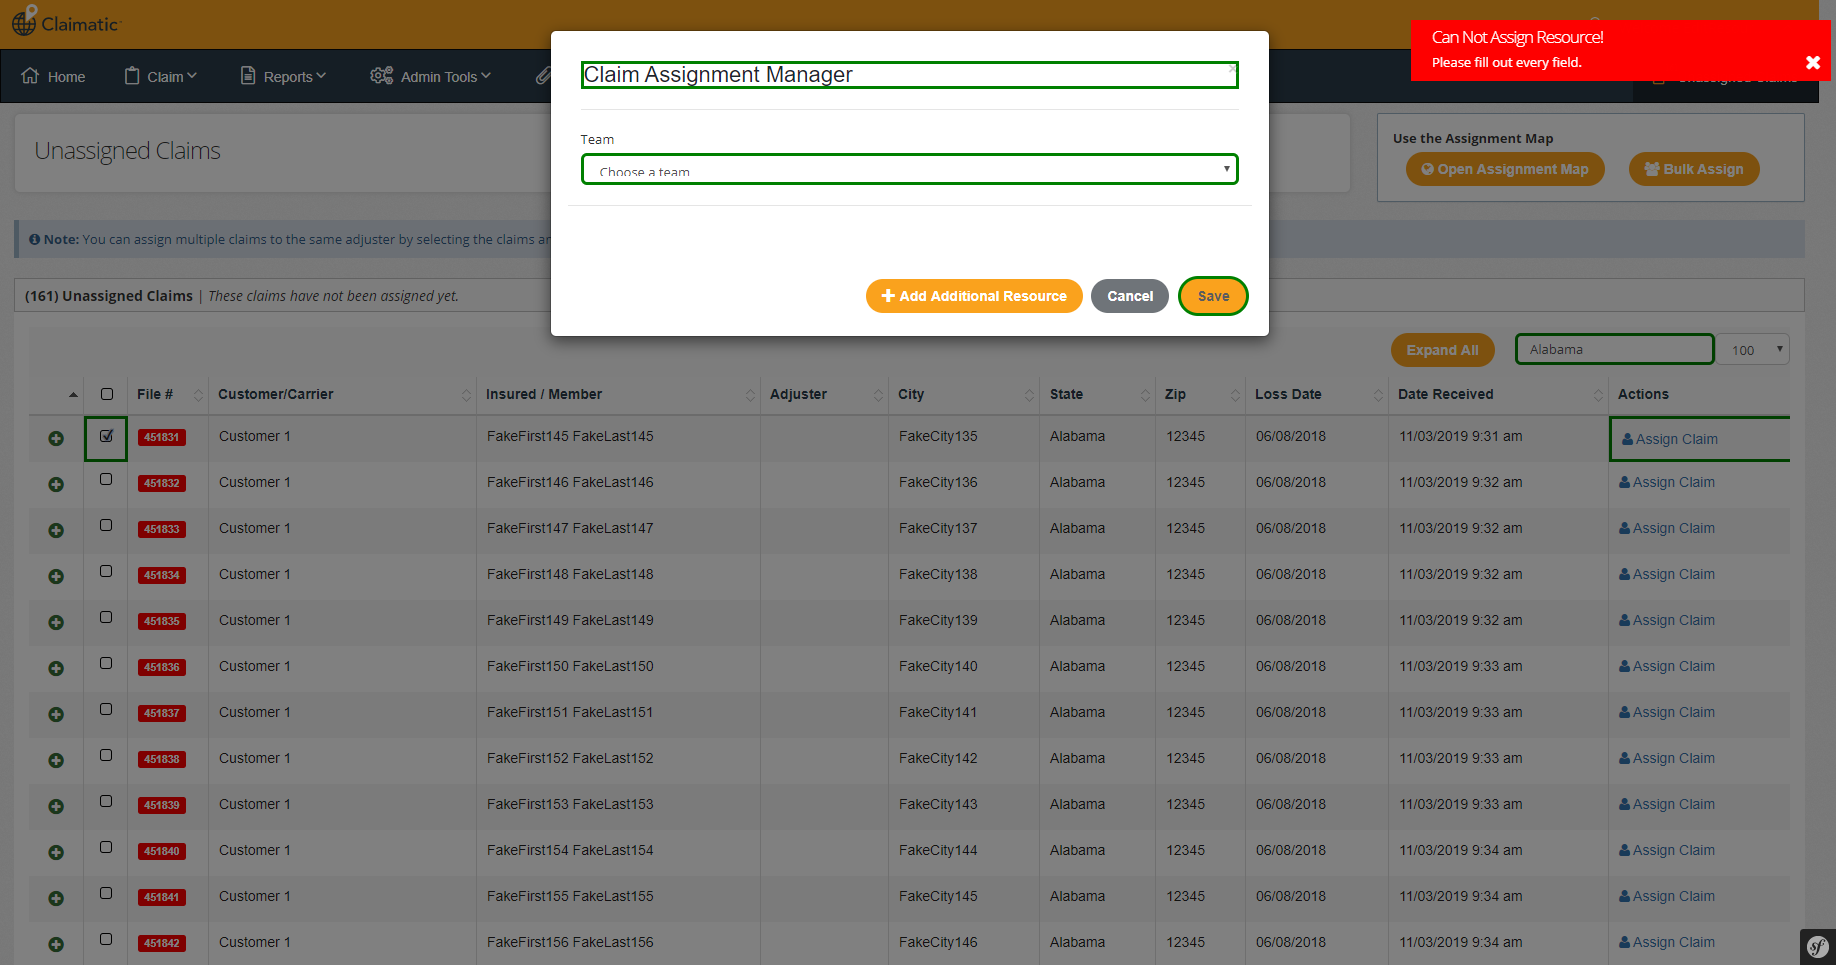 Claimatic
Can Not Assign Resource!
Please fill out every field.
Home
Claim
Reports
Admin Tools
Claim Assignment Manager
Team
Choose a team
Add Additional Resource
Cancel
Save
Unassigned Claims
Use the Assignment Map
Open Assignment Map
Bulk Assign
Note: You can assign multiple claims to the same adjuster by selecting the claims
(161) Unassigned Claims | These claims have not been assigned yet.
Expand All
Alabama
100
File # Customer/Carrier Insured / Member Adjuster City State Zip Loss Date Date Received Actions
451831 Customer 1 FakeFirst145 FakeLast145 FakeCity135 Alabama 12345 06/08/2018 11/03/2019 9:31 am Assign Claim
451832 Customer 1 FakeFirst146 FakeLast146 FakeCity136 Alabama 12345 06/08/2018 11/03/2019 9:32 am Assign Claim
451833 Customer 1 FakeFirst147 FakeLast147 FakeCity137 Alabama 12345 06/08/2018 11/03/2019 9:32 am Assign Claim
451834 Customer 1 FakeFirst148 FakeLast148 FakeCity138 Alabama 12345 06/08/2018 11/03/2019 9:32 am Assign Claim
451835 Customer 1 FakeFirst149 FakeLast149 FakeCity139 Alabama 12345 06/08/2018 11/03/2019 9:32 am Assign Claim
451836 Customer 1 FakeFirst150 FakeLast150 FakeCity140 Alabama 12345 06/08/2018 11/03/2019 9:33 am Assign Claim
451837 Customer 1 FakeFirst151 FakeLast151 FakeCity141 Alabama 12345 06/08/2018 11/03/2019 9:33 am Assign Claim
451838 Customer 1 FakeFirst152 FakeLast152 FakeCity142 Alabama 12345 06/08/2018 11/03/2019 9:33 am Assign Claim
451839 Customer 1 FakeFirst153 FakeLast153 FakeCity143 Alabama 12345 06/08/2018 11/03/2019 9:33 am Assign Claim
451840 Customer 1 FakeFirst154 FakeLast154 FakeCity144 Alabama 12345 06/08/2018 11/03/2019 9:34 am Assign Claim
451841 Customer 1 FakeFirst155 FakeLast155 FakeCity145 Alabama 12345 06/08/2018 11/03/2019 9:34 am Assign Claim
451842 Customer 1 FakeFirst156 FakeLast156 FakeCity146 Alabama 12345 06/08/2018 11/03/2019 9:34 am Assign Claim
sf